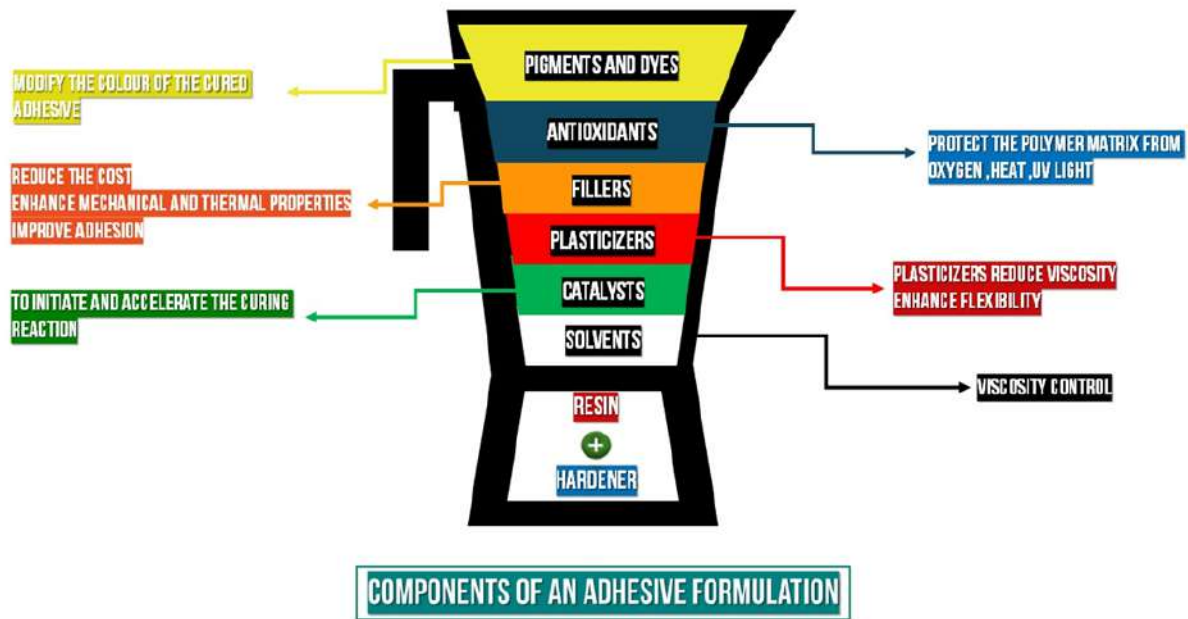 PIGMENTS AND DYES
MODIFY THE COLOUR OF THE CURED
ADHESIVE
ANTIOXIDANTS
PROTECT THE POLYMER MATRIX FROM
OXYGEN ,HEAT ,UV LIGHT
REDUCE THE COST
ENHANCE MECHANICAL AND THERMAL PROPERTIES
IMPROVE ADHESION
FILLERS
PLASTICIZERS
PLASTICIZERS REDUCE VISCOSITY
ENHANCE FLEXIBILITY
TO INITIATE AND ACCELERATE THE CURING
REACTION
CATALYSTS
SOLVENTS
VISCOSITY CONTROL
RESIN
+
HARDENER
COMPONENTS OF AN ADHESIVE FORMULATION